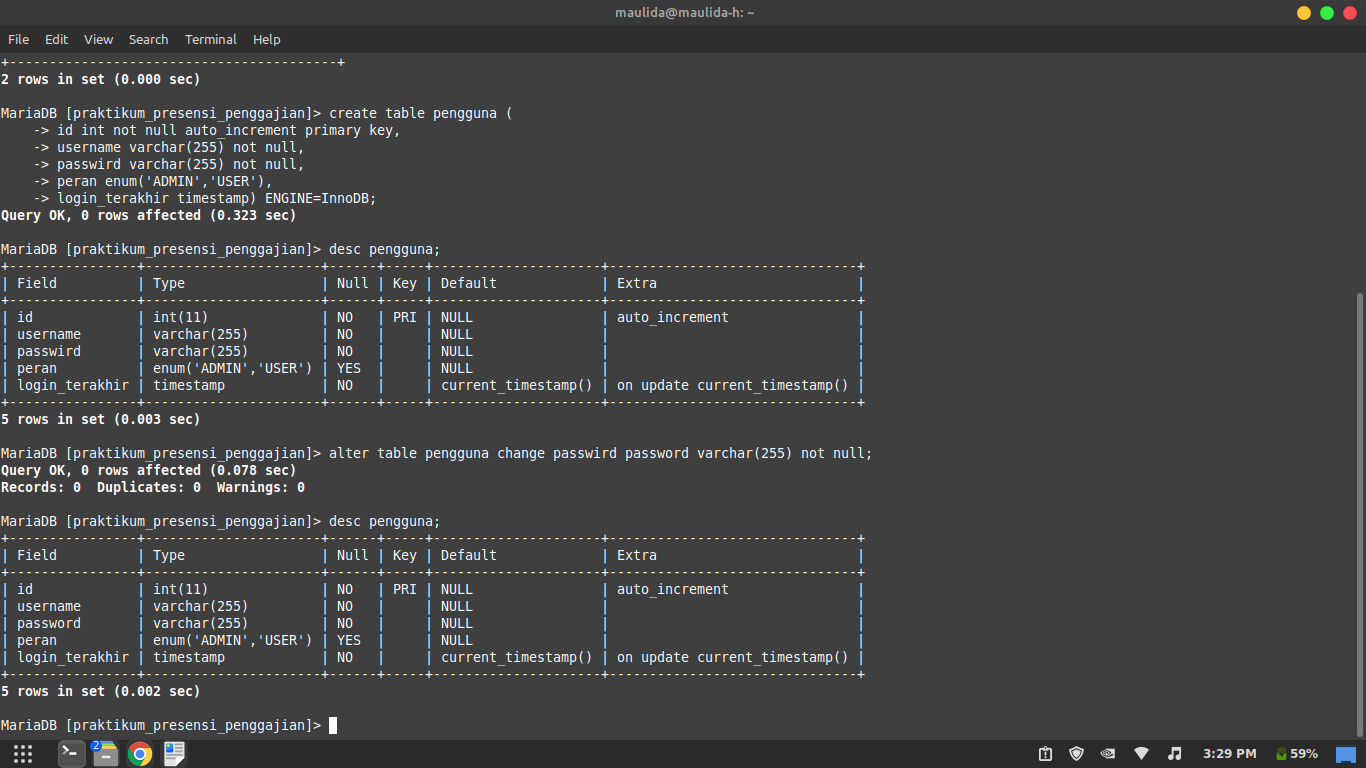 maulida@maulida-h: ~
File Edit View Search Terminal Help
+-----------------------------------------+
2 rows in set (0.000 sec)
MariaDB [praktikum_presensi_penggajian]> create table pengguna (
    -> id int not null auto_increment primary key,
    -> username varchar(255) not null,
    -> passwird varchar(255) not null,
    -> peran enum('ADMIN','USER'),
    -> login_terakhir timestamp) ENGINE=InnoDB;
Query OK, 0 rows affected (0.323 sec)
MariaDB [praktikum_presensi_penggajian]> desc pengguna;
+----------------+----------------------+------+-----+---------------------+-------------------------------+
| Field          | Type                 | Null | Key | Default             | Extra                         |
+----------------+----------------------+------+-----+---------------------+-------------------------------+
| id             | int(11)              | NO   | PRI | NULL                | auto_increment                |
| username       | varchar(255)         | NO   |     | NULL                |                               |
| passwird       | varchar(255)         | NO   |     | NULL                |                               |
| peran          | enum('ADMIN','USER') | YES  |     | NULL                |                               |
| login_terakhir | timestamp            | NO   |     | current_timestamp() | on update current_timestamp() |
+----------------+----------------------+------+-----+---------------------+-------------------------------+
5 rows in set (0.003 sec)
MariaDB [praktikum_presensi_penggajian]> alter table pengguna change passwird password varchar(255) not null;
Query OK, 0 rows affected (0.078 sec)
Records: 0  Duplicates: 0  Warnings: 0
MariaDB [praktikum_presensi_penggajian]> desc pengguna;
+----------------+----------------------+------+-----+---------------------+-------------------------------+
| Field          | Type                 | Null | Key | Default             | Extra                         |
+----------------+----------------------+------+-----+---------------------+-------------------------------+
| id             | int(11)              | NO   | PRI | NULL                | auto_increment                |
| username       | varchar(255)         | NO   |     | NULL                |                               |
| password       | varchar(255)         | NO   |     | NULL                |                               |
| peran          | enum('ADMIN','USER') | YES  |     | NULL                |                               |
| login_terakhir | timestamp            | NO   |     | current_timestamp() | on update current_timestamp() |
+----------------+----------------------+------+-----+---------------------+-------------------------------+
5 rows in set (0.002 sec)
MariaDB [praktikum_presensi_penggajian]>
2
3:29 PM 59%